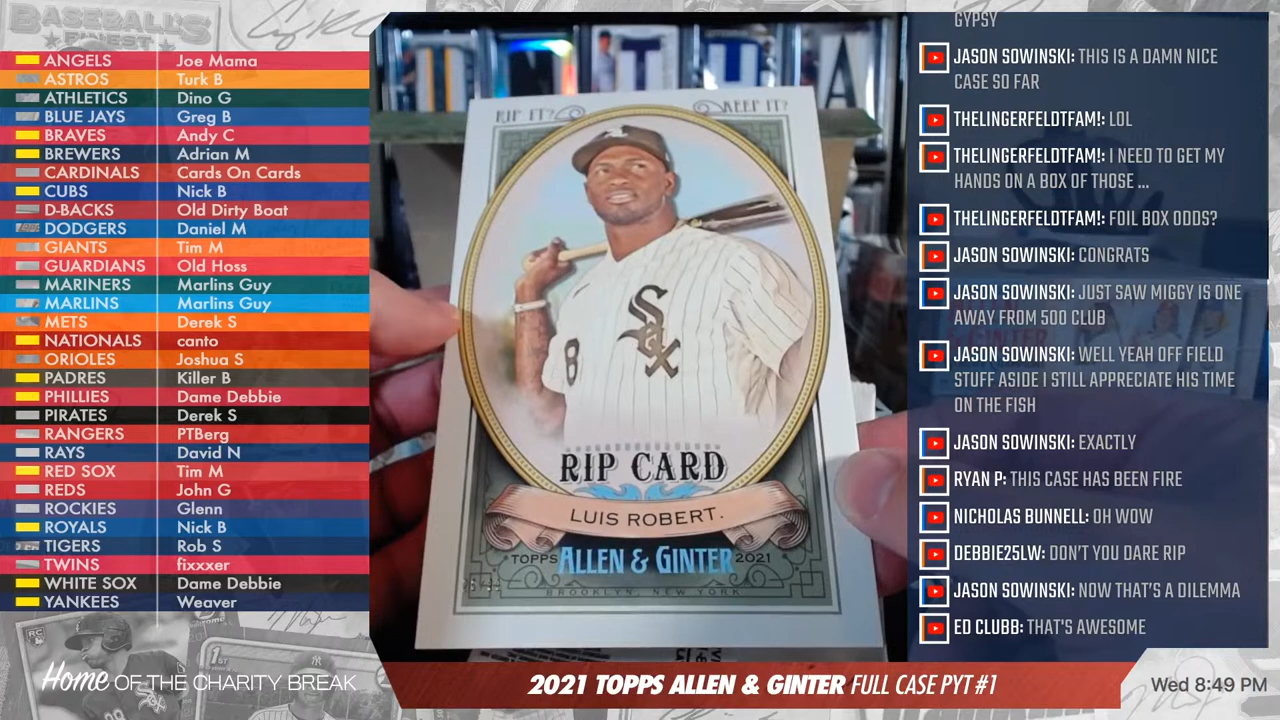 BASEBALL'S
FINEST
ANGELS Joe Mama
ASTROS Turk B
ATHLETICS Dino G
BLUE JAYS Greg B
BRAVES Andy C
BREWERS Adrian M
CARDINALS Cards On Cards
CUBS Nick B
D-BACKS Old Dirty Boat
DODGERS Daniel M
GIANTS Tim M
GUARDIANS Old Hoss
MARINERS Marlins Guy
MARLINS Marlins Guy
METS Derek S
NATIONALS canto
ORIOLES Joshua S
PADRES Killer B
PHILLIES Dame Debbie
PIRATES Derek S
RANGERS PTBerg
RAYS David N
RED SOX Tim M
REDS John G
ROCKIES Glenn
ROYALS Nick B
TIGERS Rob S
TWINS fixxxer
WHITE SOX Dame Debbie
YANKEES Weaver
RC
1st
Home OF THE CHARITY BREAK
RIP IT? KEEP IT?
SOX
8
RIP CARD
LUIS ROBERT.
TOPPS ALLEN & GINTER 2021
BROOKLYN, NEW YORK
GYPSY
JASON SOWINSKI: THIS IS A DAMN NICE
CASE SO FAR
THELINGERFELTFAM!: LOL
THELINGERFELTFAM!: I NEED TO GET MY
HANDS ON A BOX OF THOSE ...
THELINGERFELDTFAM!: FOIL BOX ODDS?
JASON SOWINSKI: CONGRATS
JASON SOWINSKI: JUST SAW MIGGY IS ONE
AWAY FROM 500 CLUB
JASON SOWINSKI: WELL YEAH OFF FIELD
STUFF ASIDE I STILL APPRECIATE HIS TIME
ON THE FISH
JASON SOWINSKI: EXACTLY
RYAN P: THIS CASE HAS BEEN FIRE
NICHOLAS BUNNELL: OH WOW
DEBBIE25LW: DON'T YOU DARE RIP
JASON SOWINSKI: NOW THAT'S A DILEMMA
ED CLUBB: THAT'S AWESOME
2021 TOPPS ALLEN & GINTER FULL CASE PYT #1
Wed 8:49 PM